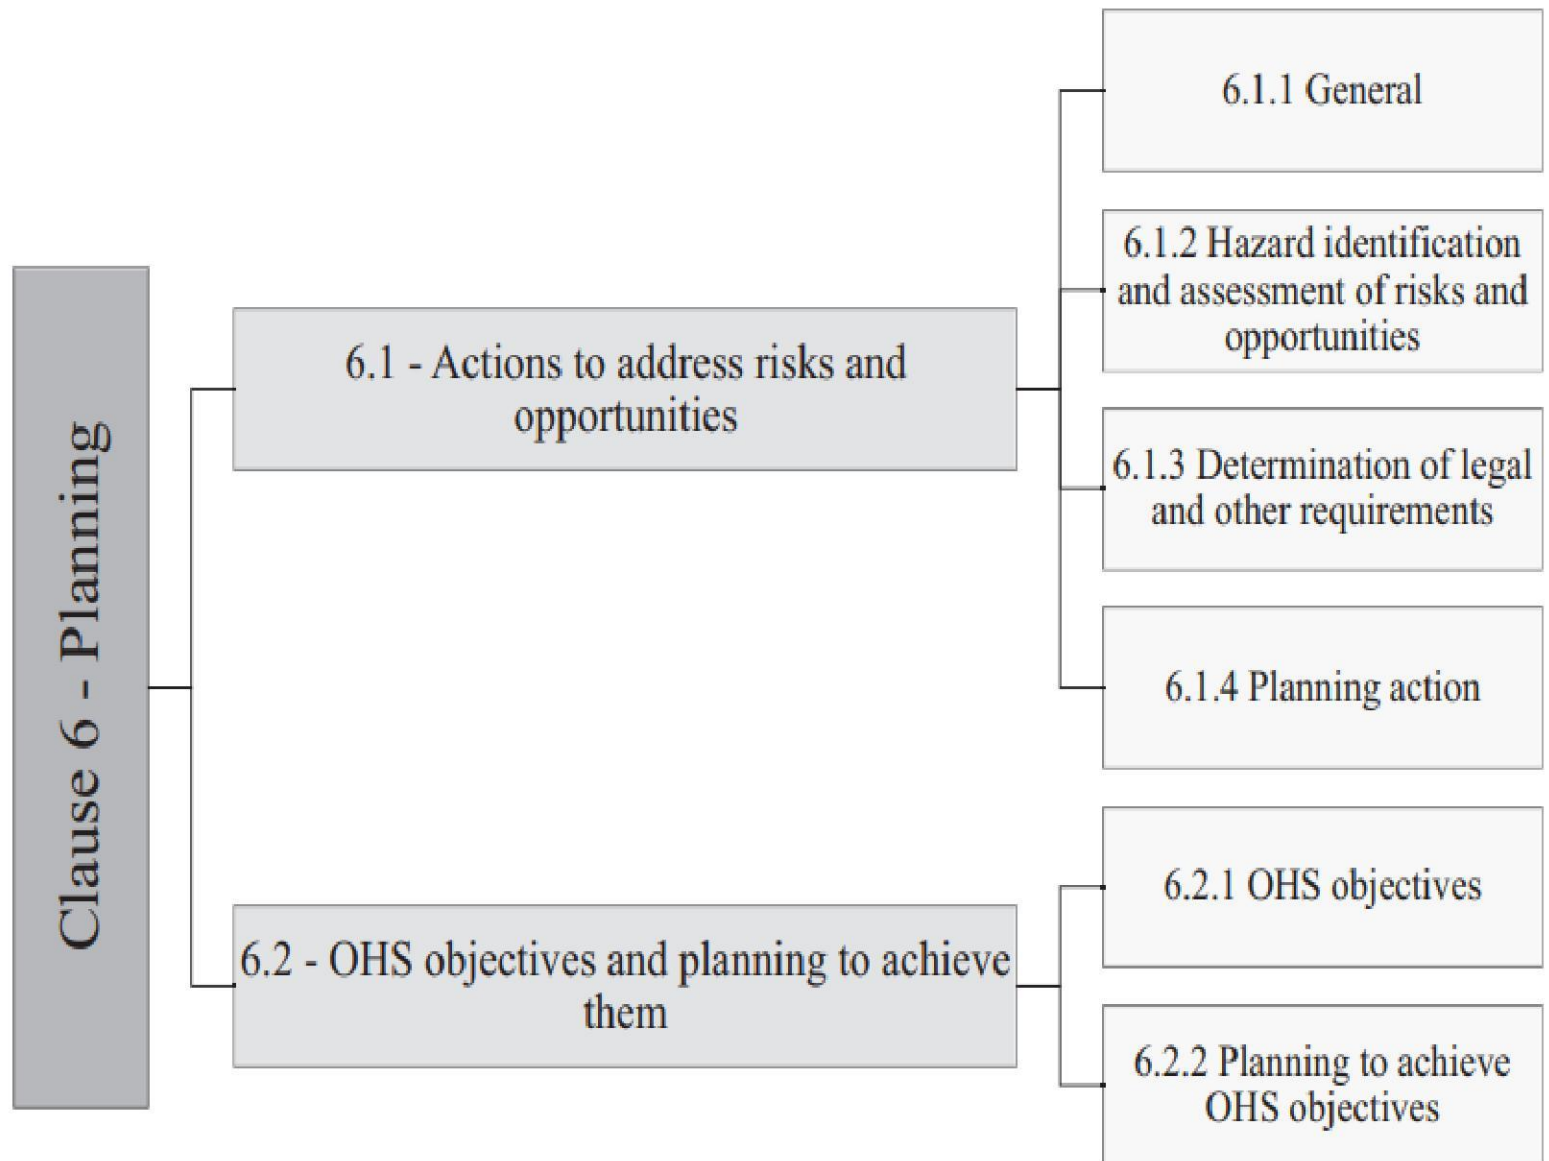 Clause 6 - Planning
6.1 - Actions to address risks and
opportunities
6.1.1 General
6.1.2 Hazard identification
and assessment of risks and
opportunities
6.1.3 Determination of legal
and other requirements
6.1.4 Planning action
6.2 - OHS objectives and planning to achieve
them
6.2.1 OHS objectives
6.2.2 Planning to achieve
OHS objectives